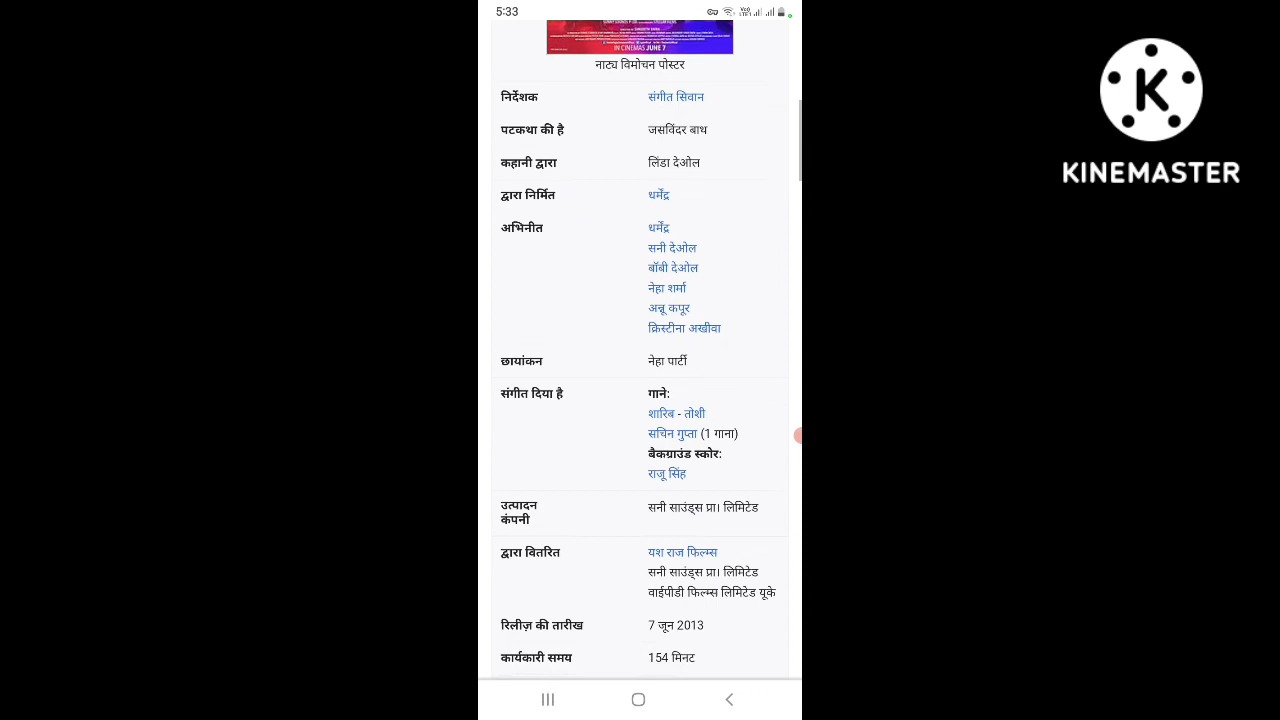 5:33
IN CINEMAS JUNE 7
नाट्य विमोचन पोस्टर
निर्देशक संगीत सिवान
पटकथा की है जसविंदर बाथ
कहानी द्वारा लिंडा देओल
द्वारा निर्मित धर्मेंद्र
अभिनीत धर्मेंद्र
सनी देओल
बॉबी देओल
नेहा शर्मा
अन्नू कपूर
क्रिस्टीना अखीवा
छायांकन नेहा पार्टी
संगीत दिया है गाने:
शारिब - तोशी
सचिन गुप्ता (1 गाना)
बैकग्राउंड स्कोर:
राजू सिंह
उत्पादन
कंपनी
सनी साउंड्स प्रा। लिमिटेड
द्वारा वितरित यश राज फिल्म्स
सनी साउंड्स प्रा। लिमिटेड
वाईपीडी फिल्म्स लिमिटेड यूके
रिलीज़ की तारीख 7 जून 2013
कार्यकारी समय 154 मिनट
K
KINEMASTER